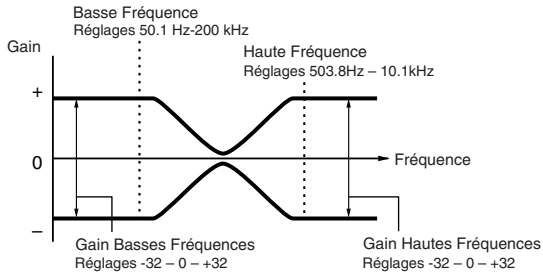 Basse Fréquence
Réglages 50.1 Hz-200 kHz
Gain
Haute Fréquence
Réglages 503.8Hz – 10.1kHz
+
0
Fréquence
–
Gain Basses Fréquences
Réglages -32 – 0 – +32
Gain Hautes Fréquences
Réglages -32 – 0 – +32